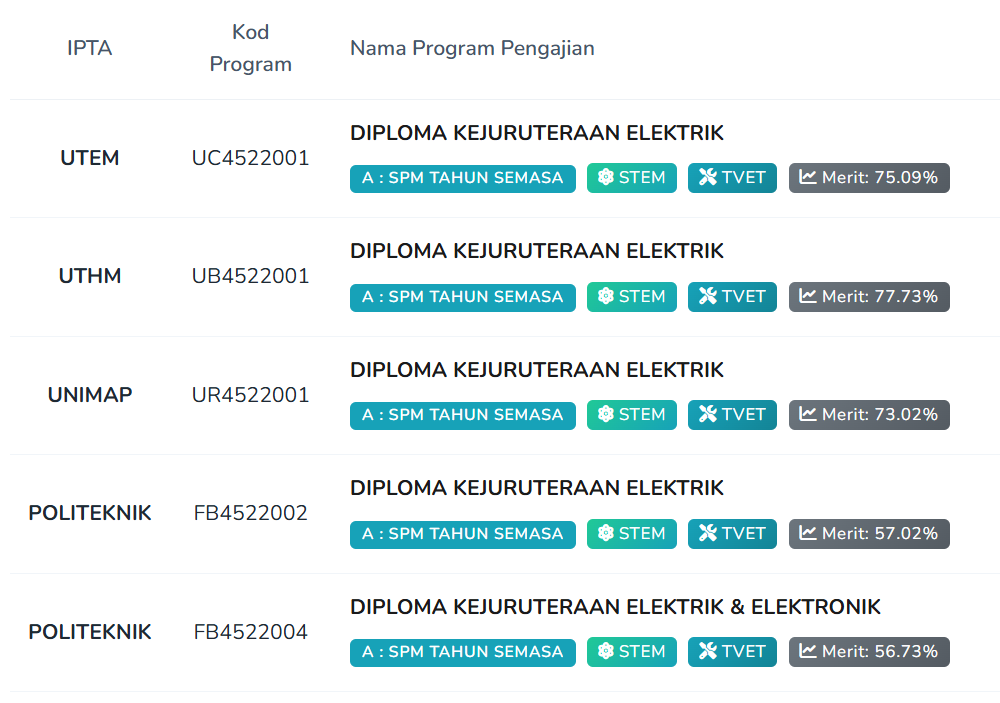 IPTA
Kod
Program
Nama Program Pengajian
UTEM
UC4522001
DIPLOMA KEJURUTERAAN ELEKTRIK
A : SPM TAHUN SEMASA STEM TVET Merit: 75.09%
UTHM
UB4522001
DIPLOMA KEJURUTERAAN ELEKTRIK
A : SPM TAHUN SEMASA STEM TVET Merit: 77.73%
UNIMAP
UR4522001
DIPLOMA KEJURUTERAAN ELEKTRIK
A : SPM TAHUN SEMASA STEM TVET Merit: 73.02%
POLITEKNIK
FB4522002
DIPLOMA KEJURUTERAAN ELEKTRIK
A : SPM TAHUN SEMASA STEM TVET Merit: 57.02%
POLITEKNIK
FB4522004
DIPLOMA KEJURUTERAAN ELEKTRIK & ELEKTRONIK
A : SPM TAHUN SEMASA STEM TVET Merit: 56.73%